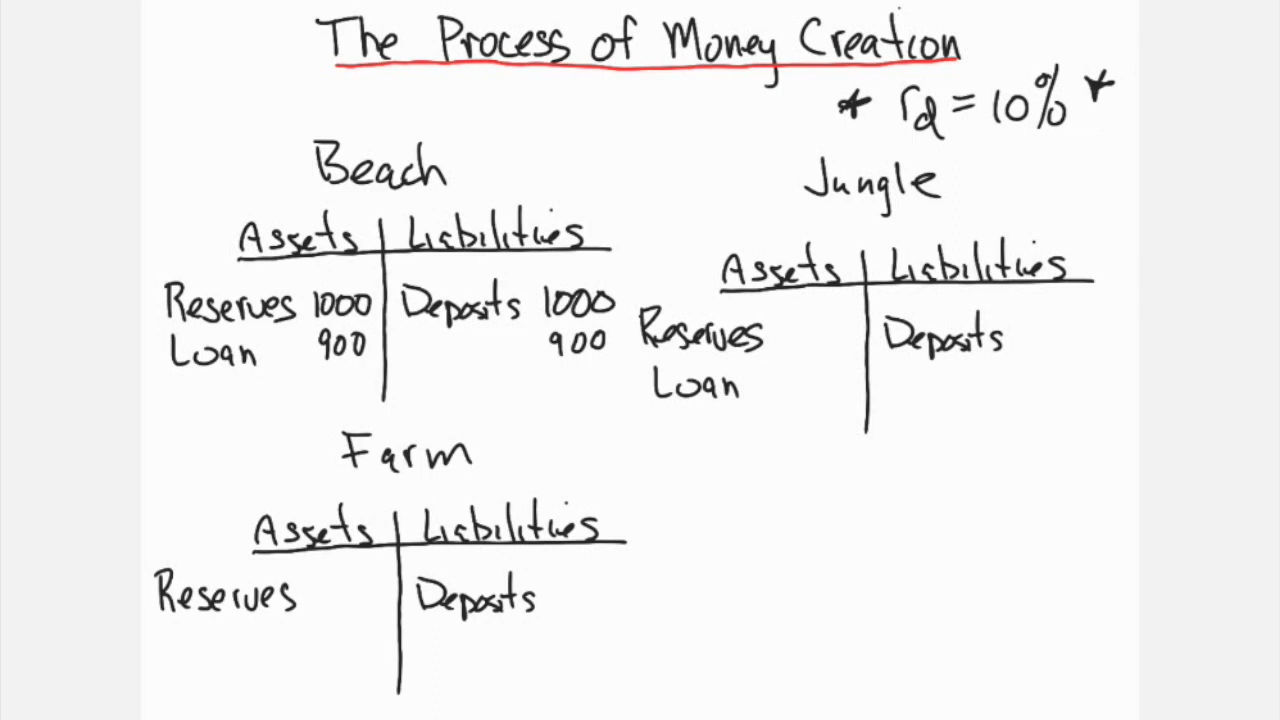 The Process of Money Creation
* rd = 10% *
Beach
Assets Liabilities
Reserves 1000 Deposits 1000
Loan 900 900
Jungle
Assets Liabilities
Reserves Deposits
Loan
Farm
Assets Liabilities
Reserves Deposits